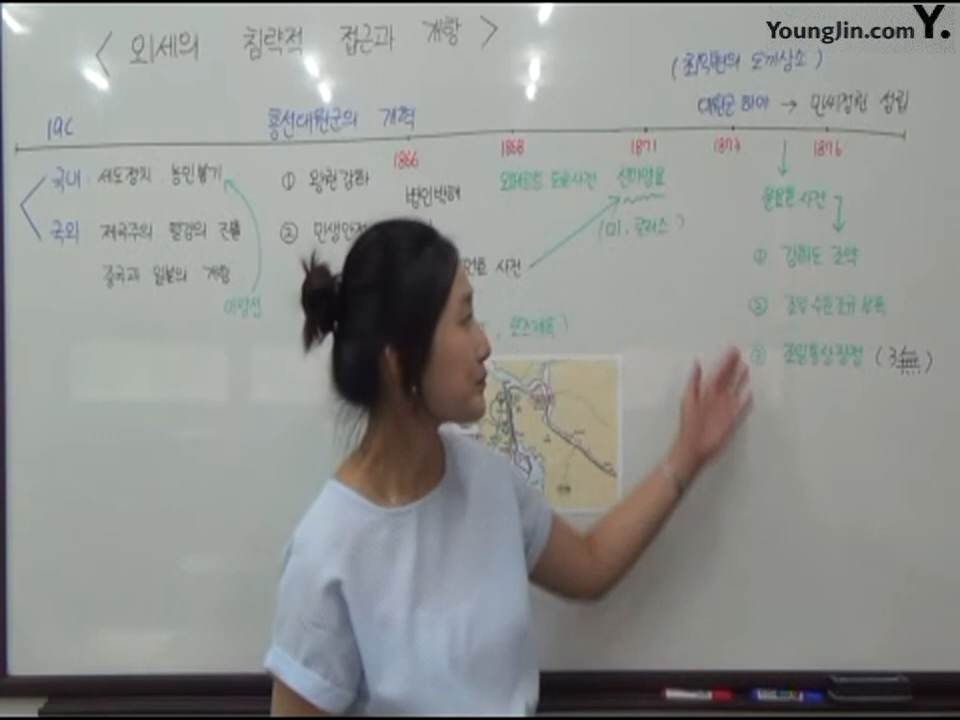 YoungJin.com Y.
< 외세의 침략적 접근과 개항 >
(최익현의 도끼상소)
대원군 하야 → 민씨정권 성립
19C
흥선대원군의 개혁
1866 1868 1871 1873 1876
국내 세도정치 농민봉기
① 왕권강화
병인박해
오페르트 도굴사건
신미양요
운요호 사건
국외 제국주의 열강의 접근
② 민생안정
(미, 로저스)
① 강화도 조약
중국과 일본의 개항
사건
이양선
② 조일수호조규 부록
③ 조일통상장정 (3無)